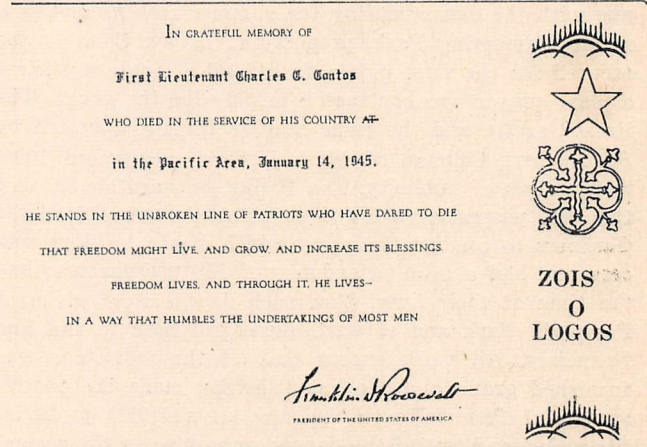 IN GRATEFUL MEMORY OF
First Lieutenant Charles G. Contos
WHO DIED IN THE SERVICE OF HIS COUNTRY AT
in the Pacific Area, January 14, 1945.
HE STANDS IN THE UNBROKEN LINE OF PATRIOTS WHO HAVE DARED TO DIE
THAT FREEDOM MIGHT LIVE, AND GROW, AND INCREASE ITS BLESSINGS.
FREEDOM LIVES, AND THROUGH IT, HE LIVES—
IN A WAY THAT HUMBLES THE UNDERTAKINGS OF MOST MEN
Franklin D Roosevelt
PRESIDENT OF THE UNITED STATES OF AMERICA
ZOIS
O
LOGOS